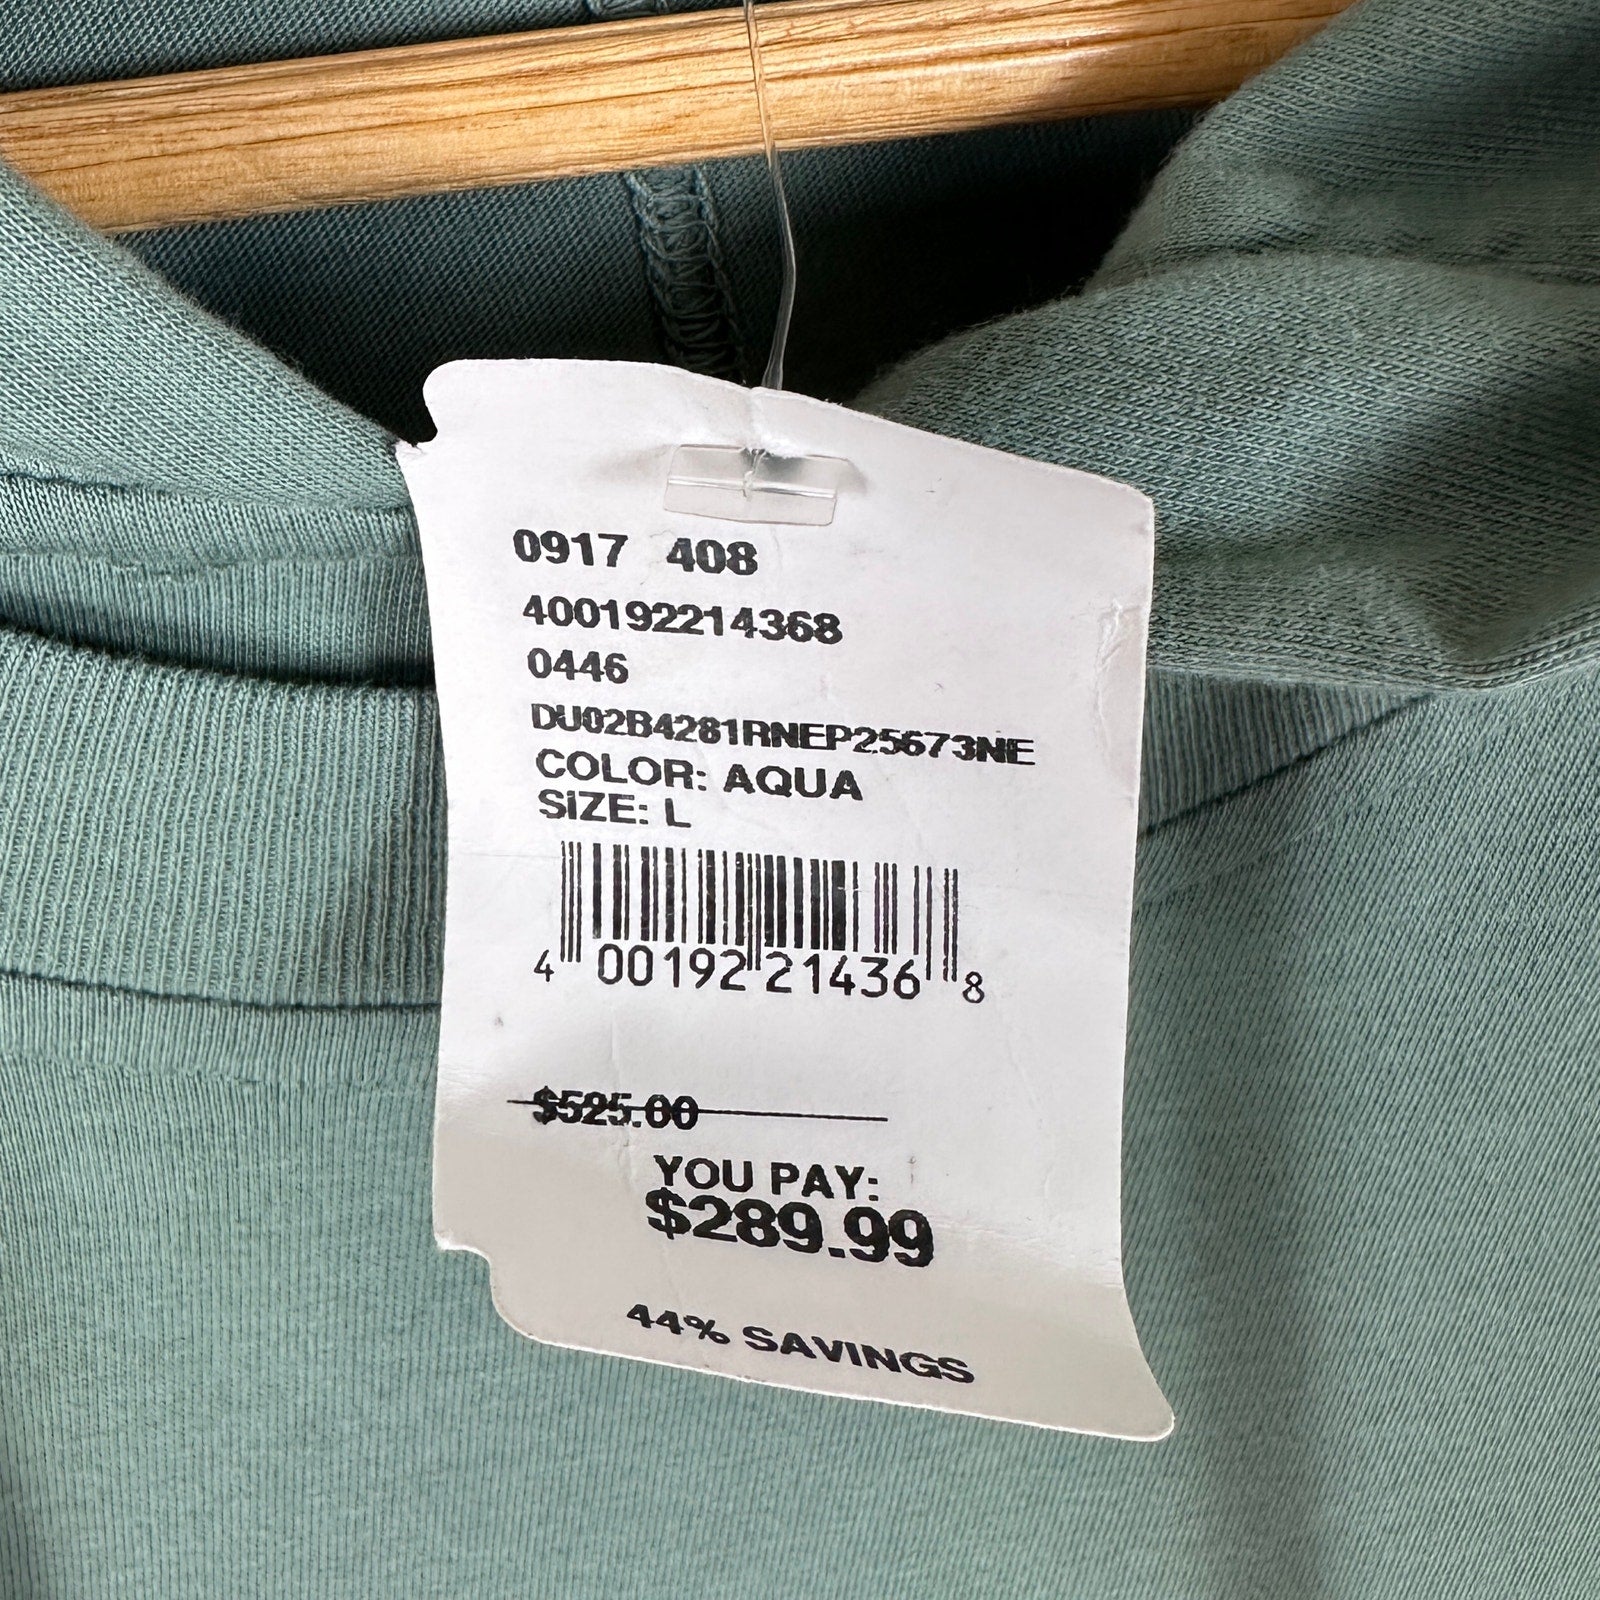 0917 408
400192214368
0446
DU02B4281RNEP25673NE
COLOR: AQUA
SIZE: L
4 00192 21436 8
$525.00
YOU PAY:
$289.99
44% SAVINGS